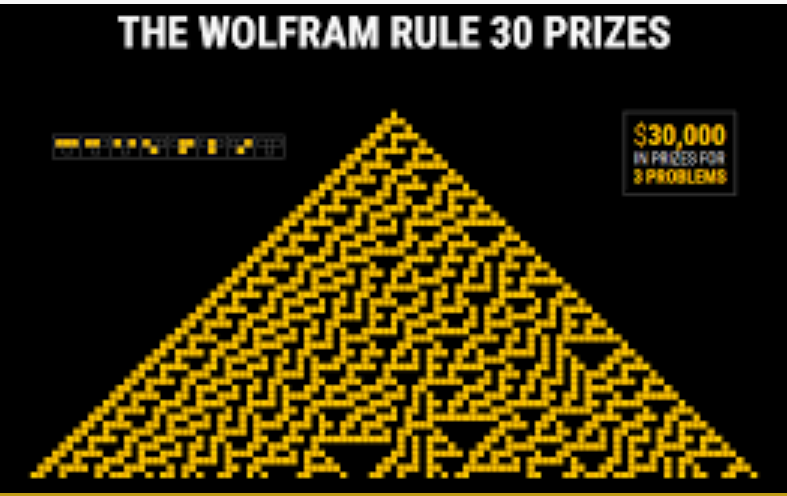 THE WOLFRAM RULE 30 PRIZES
$30,000
IN PRIZES FOR
3 PROBLEMS